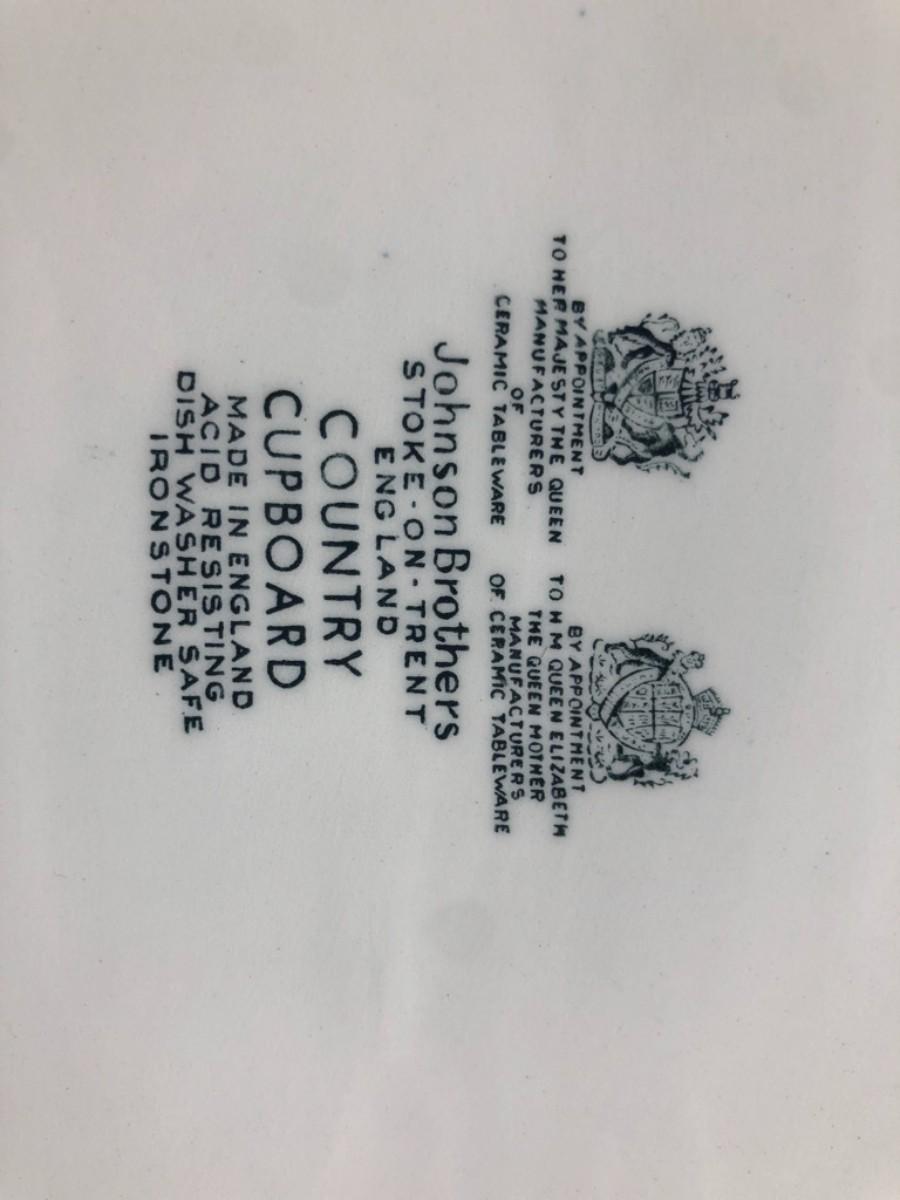 BY APPOINTMENT
TO HER MAJESTY THE QUEEN
MANUFACTURERS
OF
CERAMIC TABLEWARE
BY APPOINTMENT
TO H M QUEEN ELIZABETH
THE QUEEN MOTHER
MANUFACTURERS
OF CERAMIC TABLEWARE
Johnson Brothers
STOKE-ON-TRENT
ENGLAND
COUNTRY
CUPBOARD
MADE IN ENGLAND
ACID RESISTING
DISH WASHER SAFE
IRONSTONE